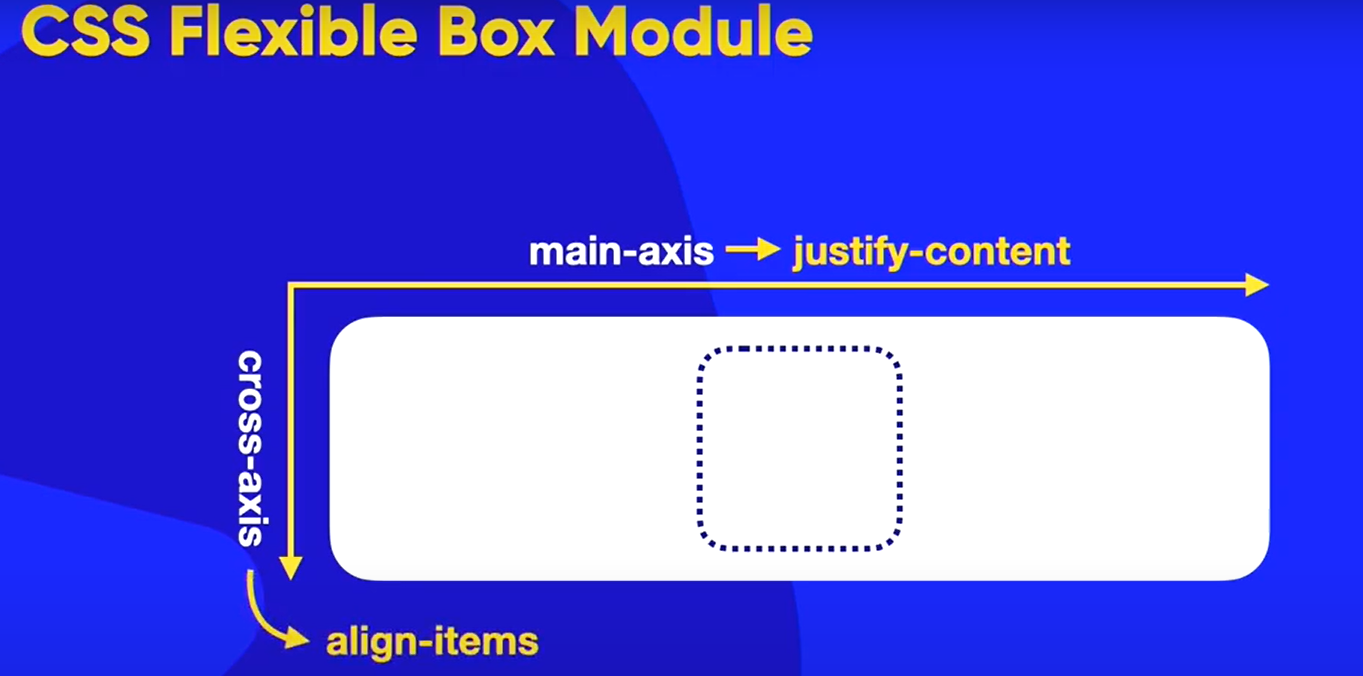 CSS Flexible Box Module
main-axis → justify-content
cross-axis
align-items